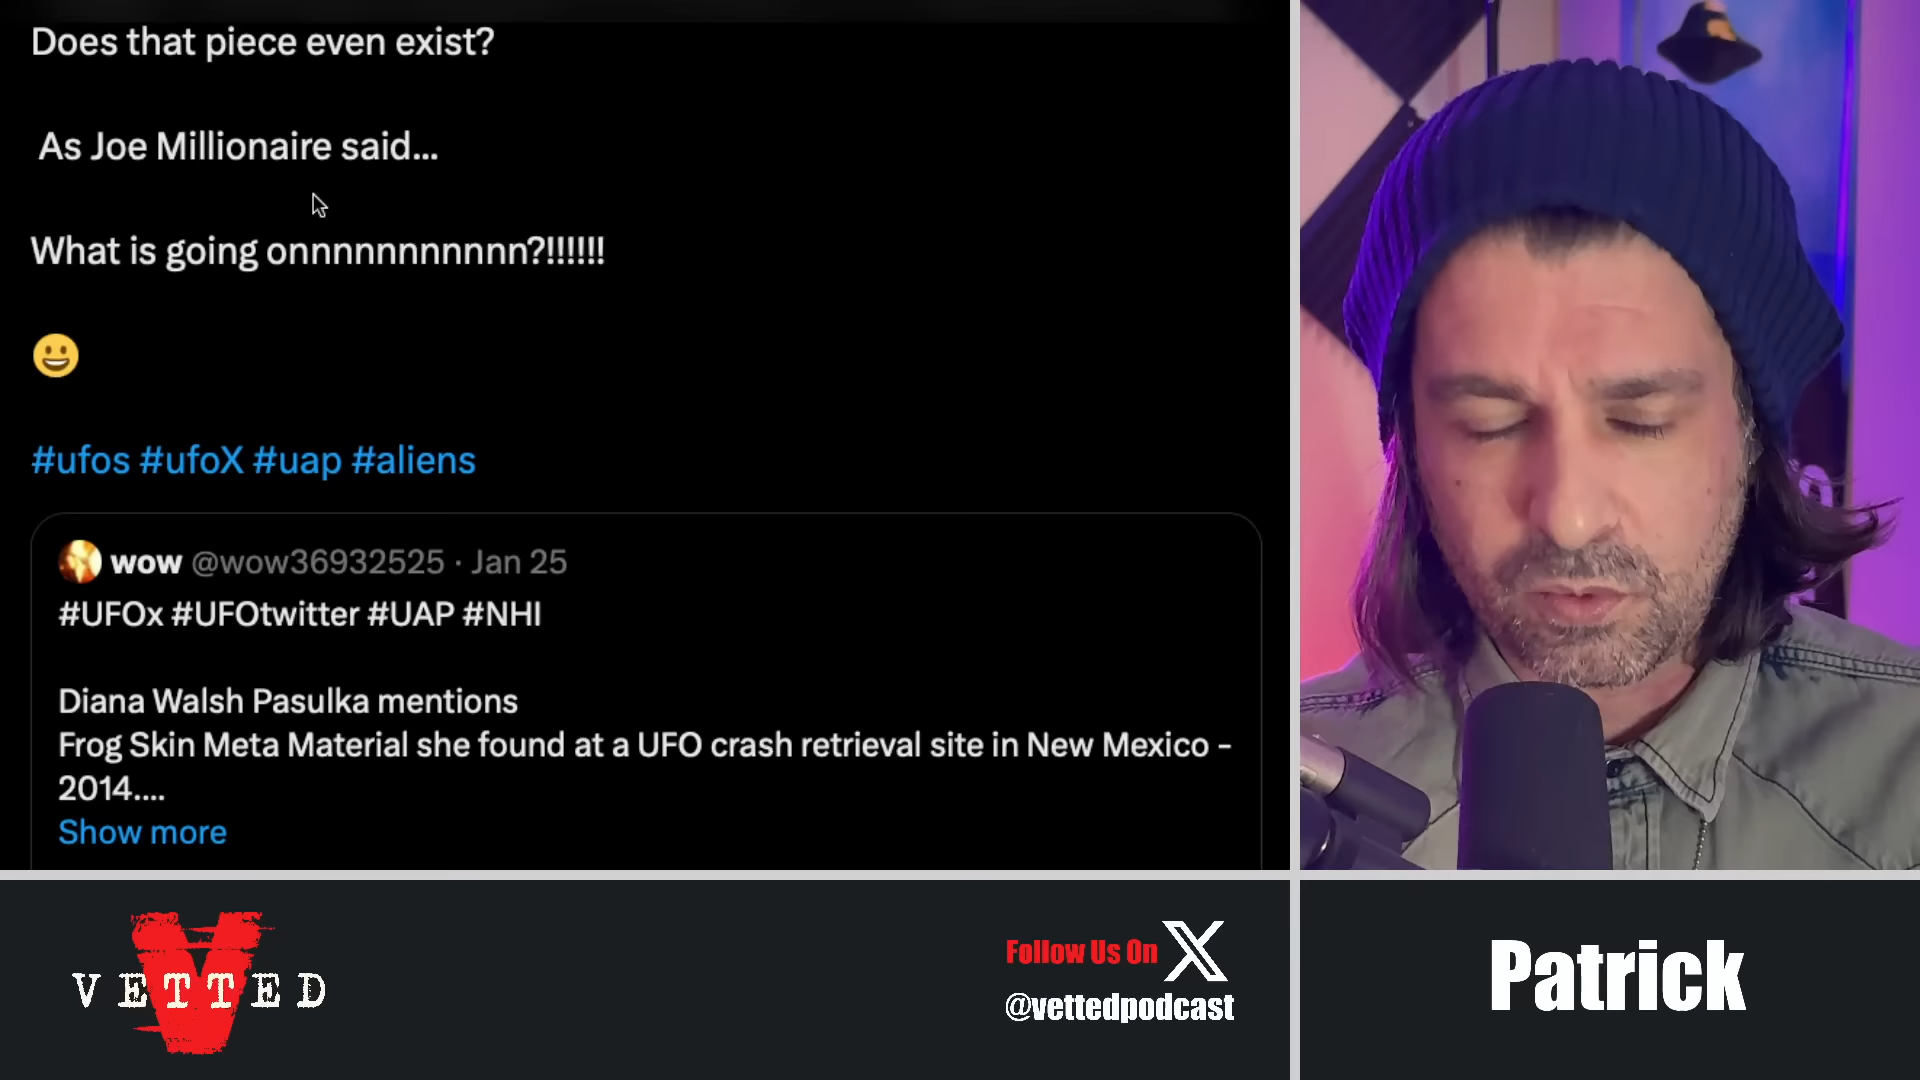 Does that piece even exist?
As Joe Millionaire said...
What is going onnnnnnnnnnn?!!!!!!
#ufos #ufoX #uap #aliens
wow @wow36932525 · Jan 25
#UFOx #UFOtwitter #UAP #NHI
Diana Walsh Pasulka mentions
Frog Skin Meta Material she found at a UFO crash retrieval site in New Mexico -
2014....
Show more
VETTED
Follow Us On X
@vettedpodcast
Patrick